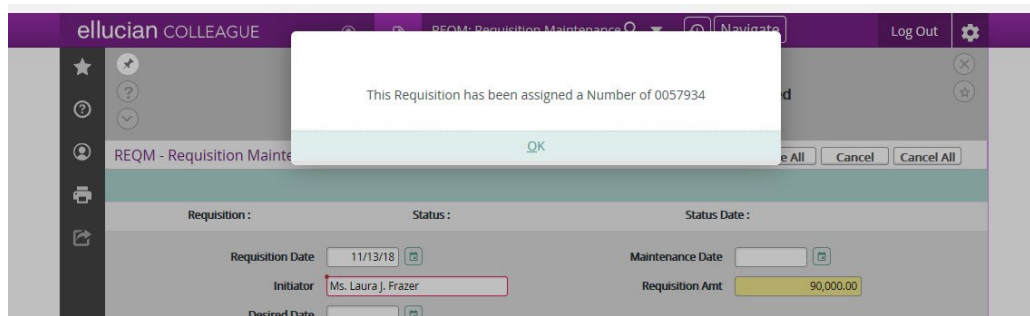 ellucian COLLEAGUE
REQM: Requisition Maintenance
Navigate
Log Out
This Requisition has been assigned a Number of 0057934
OK
REQM - Requisition Mainte
All
Cancel
Cancel All
Requisition :
Status :
Status Date :
Requisition Date
11/13/18
Maintenance Date
Initiator
Ms. Laura J. Frazer
Requisition Amt
90,000.00
Desired Date